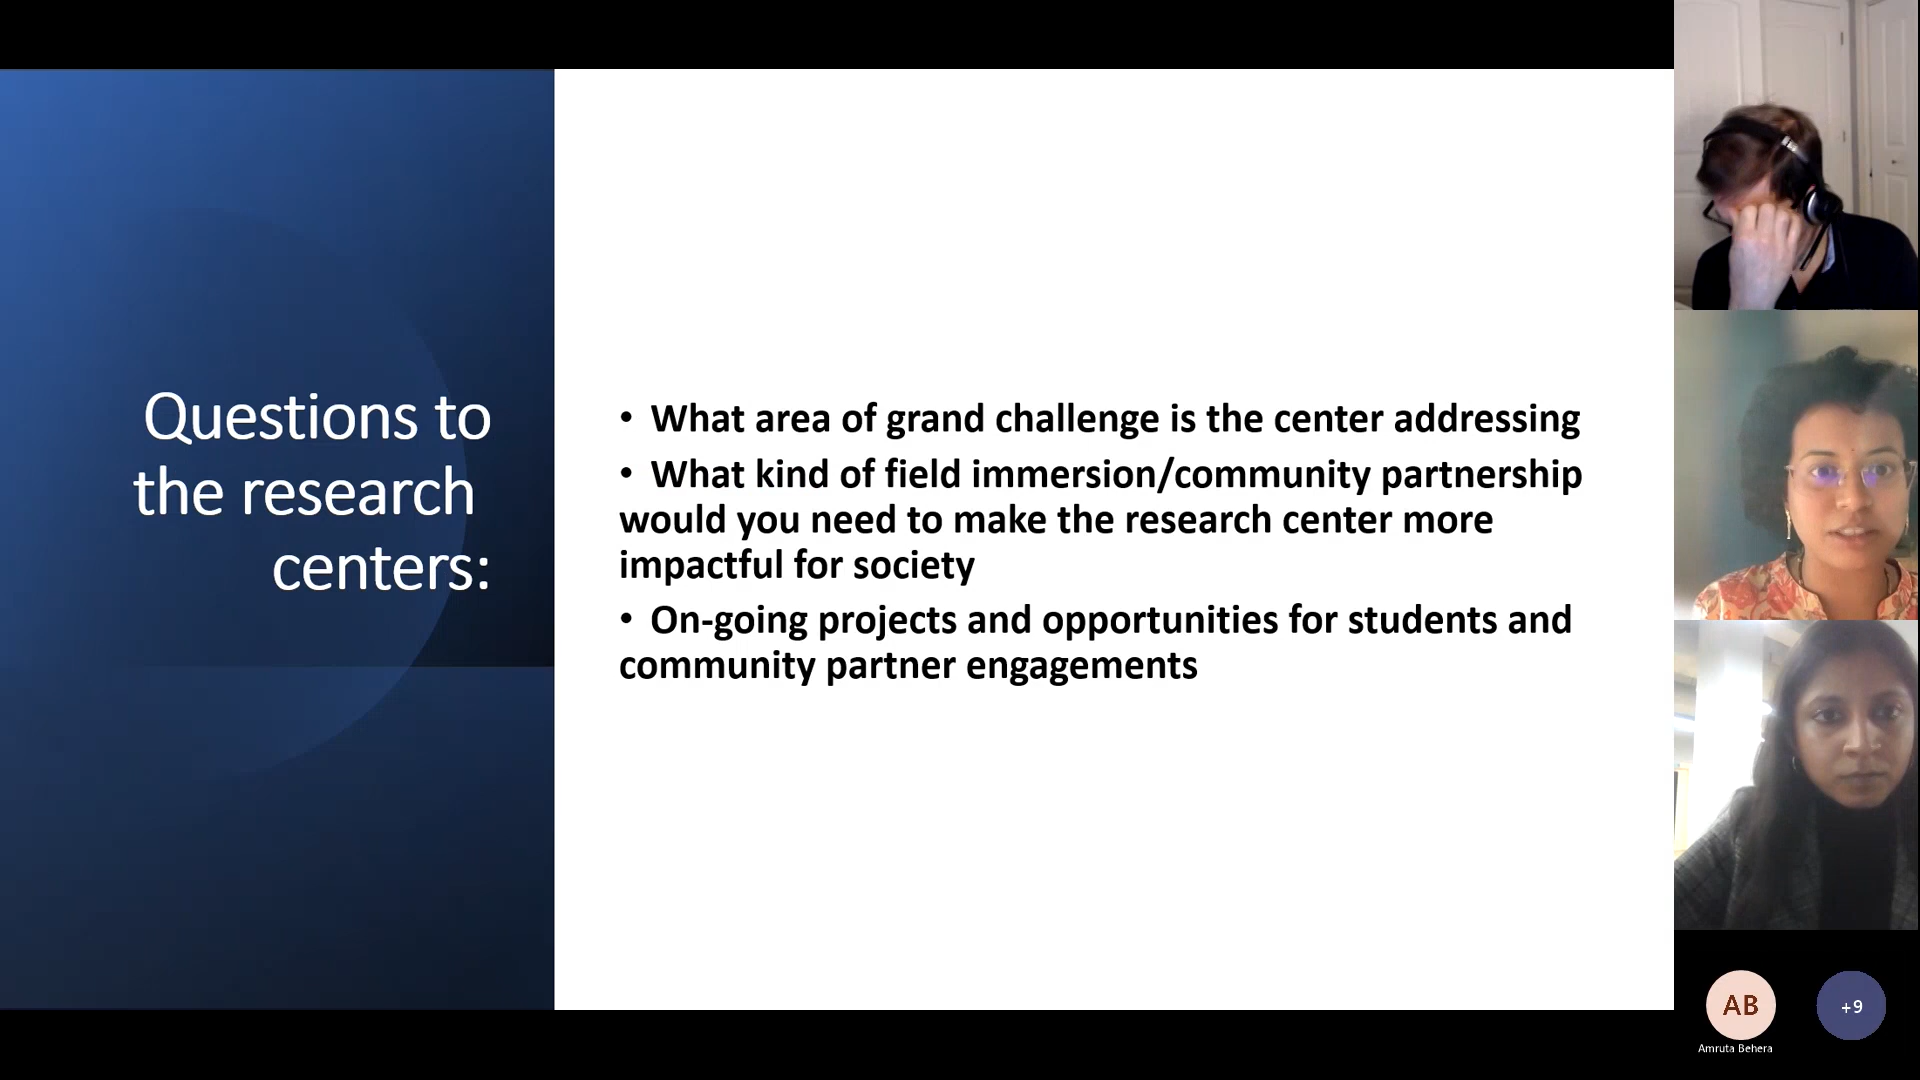 Questions to
the research
centers:
• What area of grand challenge is the center addressing
• What kind of field immersion/community partnership
would you need to make the research center more
impactful for society
• On-going projects and opportunities for students and
community partner engagements
AB
+9
Amruta Behera